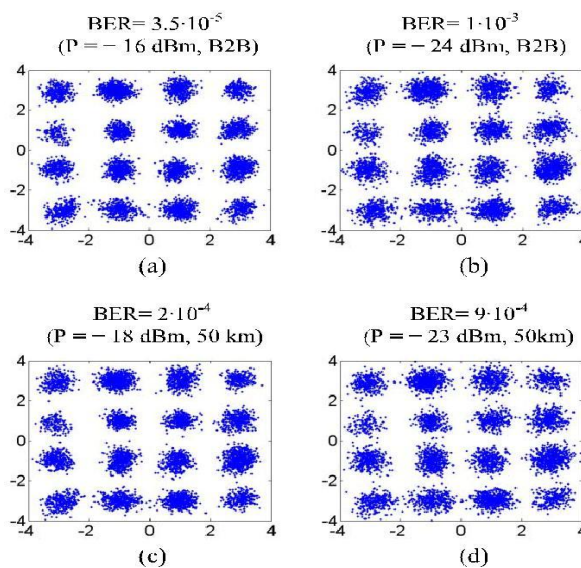 BER= 3.5·10⁻⁵
(P = – 16 dBm, B2B)
4
2
0
-2
-4
-4 -2 0 2 4
(a)
BER= 1·10⁻³
(P = – 24 dBm, B2B)
4
2
0
-2
-4
-4 -2 0 2 4
(b)
BER= 2·10⁻⁴
(P = – 18 dBm, 50 km)
4
2
0
-2
-4
-4 -2 0 2 4
(c)
BER= 9·10⁻⁴
(P = – 23 dBm, 50km)
4
2
0
-2
-4
-4 -2 0 2 4
(d)